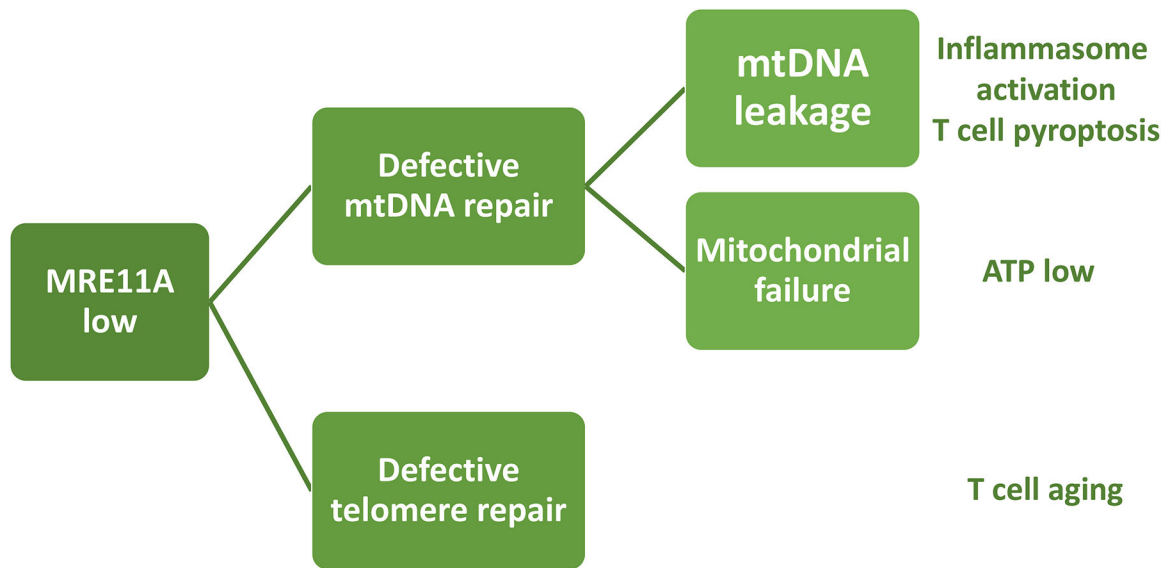 MRE11A
low
Defective
mtDNA repair
mtDNA
leakage
Inflammasome
activation
T cell pyroptosis
Mitochondrial
failure
ATP low
Defective
telomere repair
T cell aging